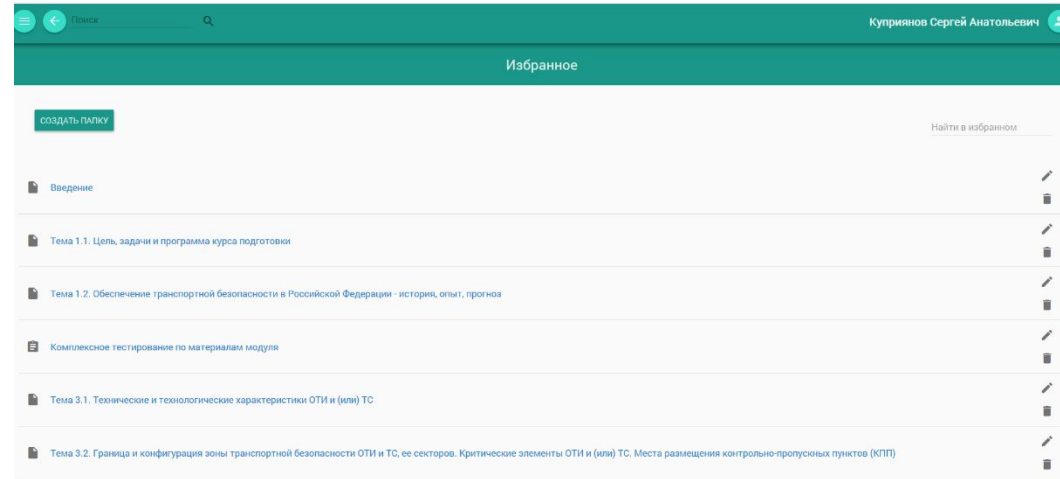 Поиск
Куприянов Сергей Анатольевич
Избранное
СОЗДАТЬ ПАПКУ
Найти в избранном
Введение
Тема 1.1. Цель, задачи и программа курса подготовки
Тема 1.2. Обеспечение транспортной безопасности в Российской Федерации - история, опыт, прогноз
Комплексное тестирование по материалам модуля
Тема 3.1. Технические и технологические характеристики ОТИ и (или) ТС
Тема 3.2. Граница и конфигурация зоны транспортной безопасности ОТИ и ТС, ее секторов. Критические элементы ОТИ и (или) ТС. Места размещения контрольно-пропускных пунктов (КПП)